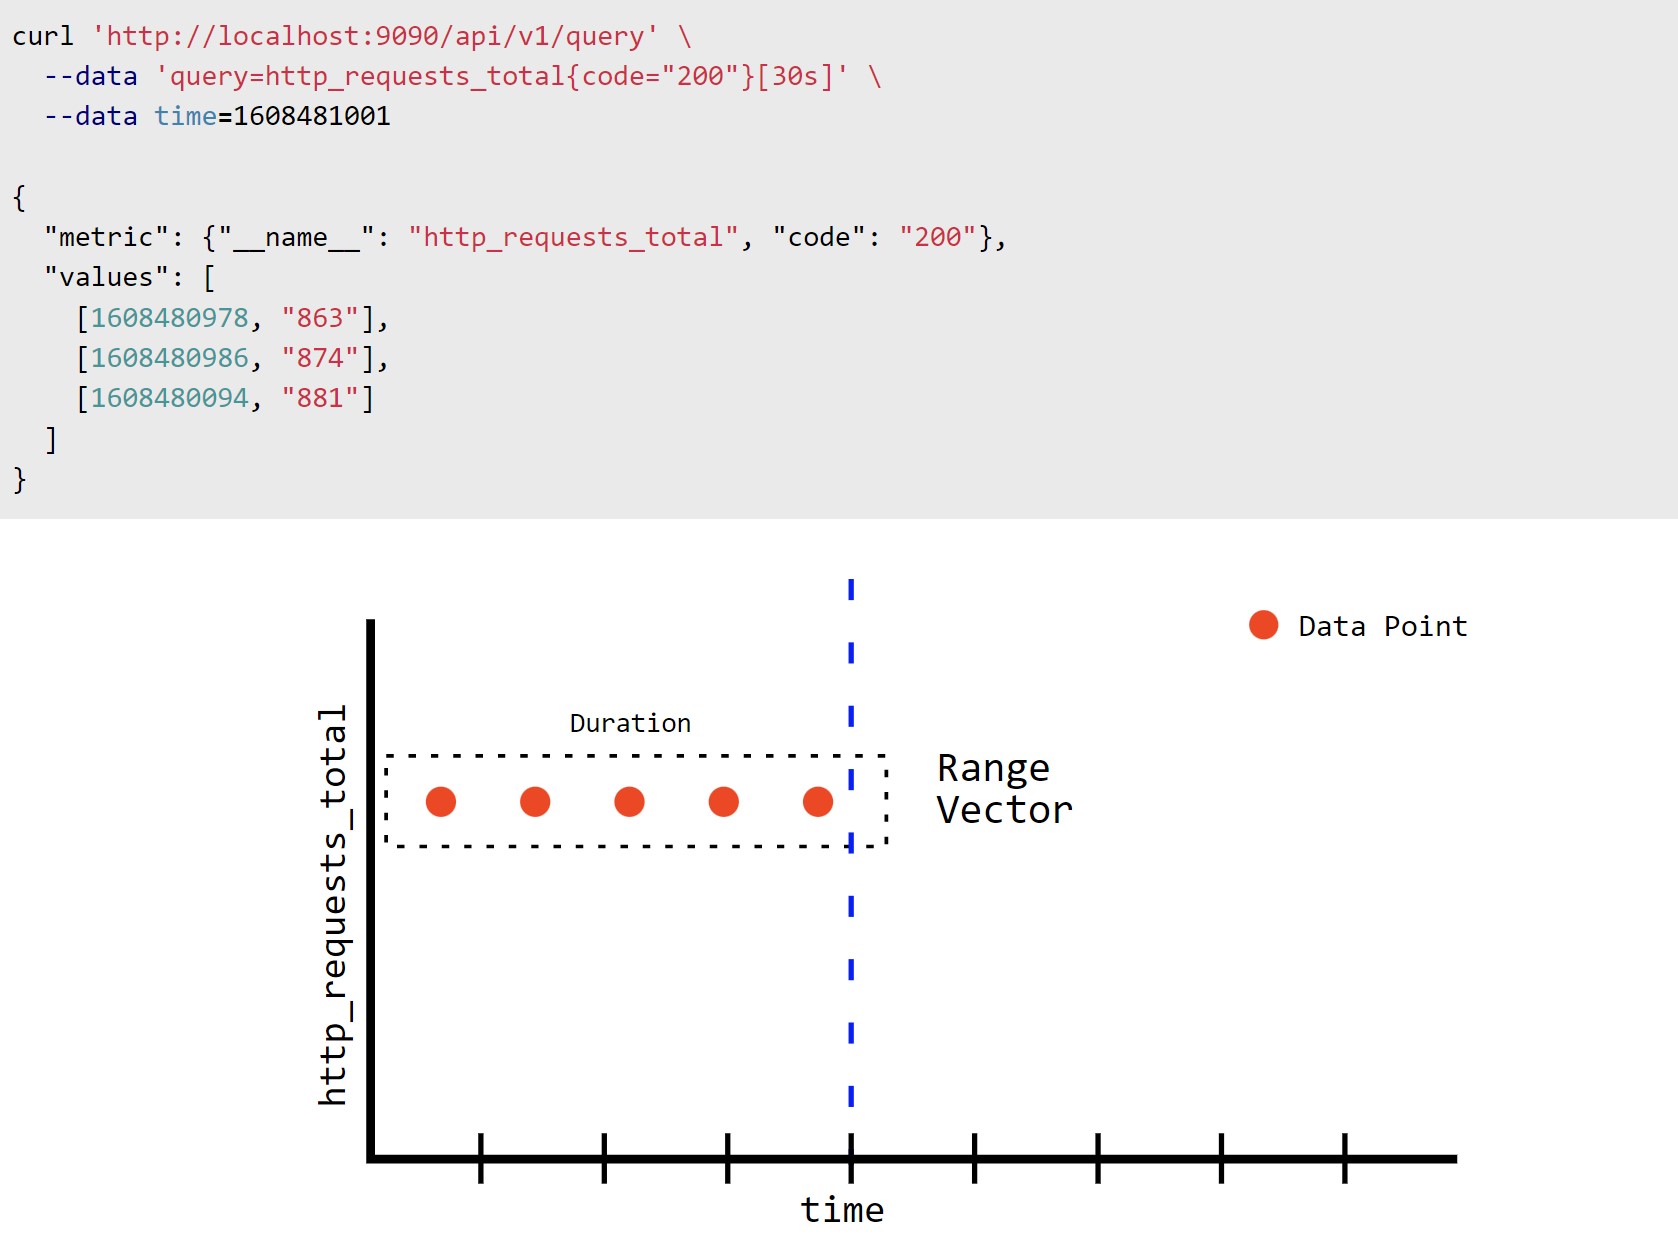 curl 'http://localhost:9090/api/v1/query' \
  --data 'query=http_requests_total{code="200"}[30s]' \
  --data time=1608481001
{
  "metric": {"__name__": "http_requests_total", "code": "200"},
  "values": [
    [1608480978, "863"],
    [1608480986, "874"],
    [1608480094, "881"]
  ]
}
Data Point
Duration
Range
Vector
http_requests_total
time